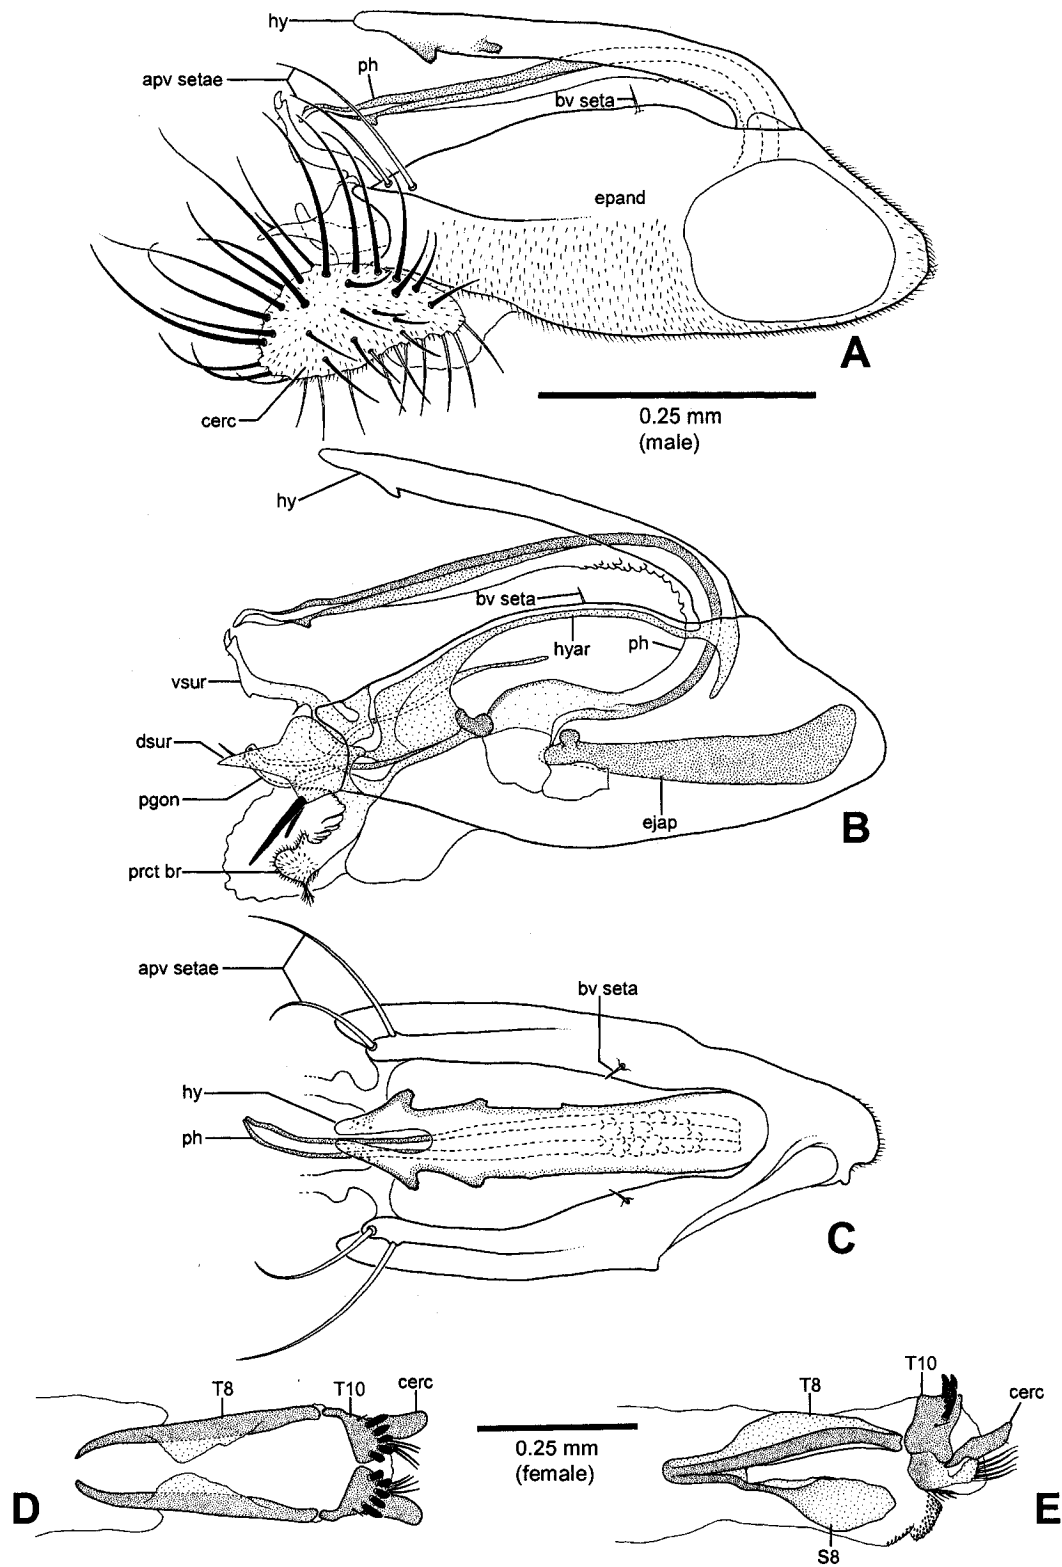 hy
ph
apv setae
bv seta
epand
A
cerc
0.25 mm
(male)
hy
bv seta
hyar
ph
vsur
dsur
pgon
ejap
B
prct br
apv setae
bv seta
hy
ph
C
T8
T10
cerc
D
0.25 mm
(female)
T10
T8
cerc
E
S8